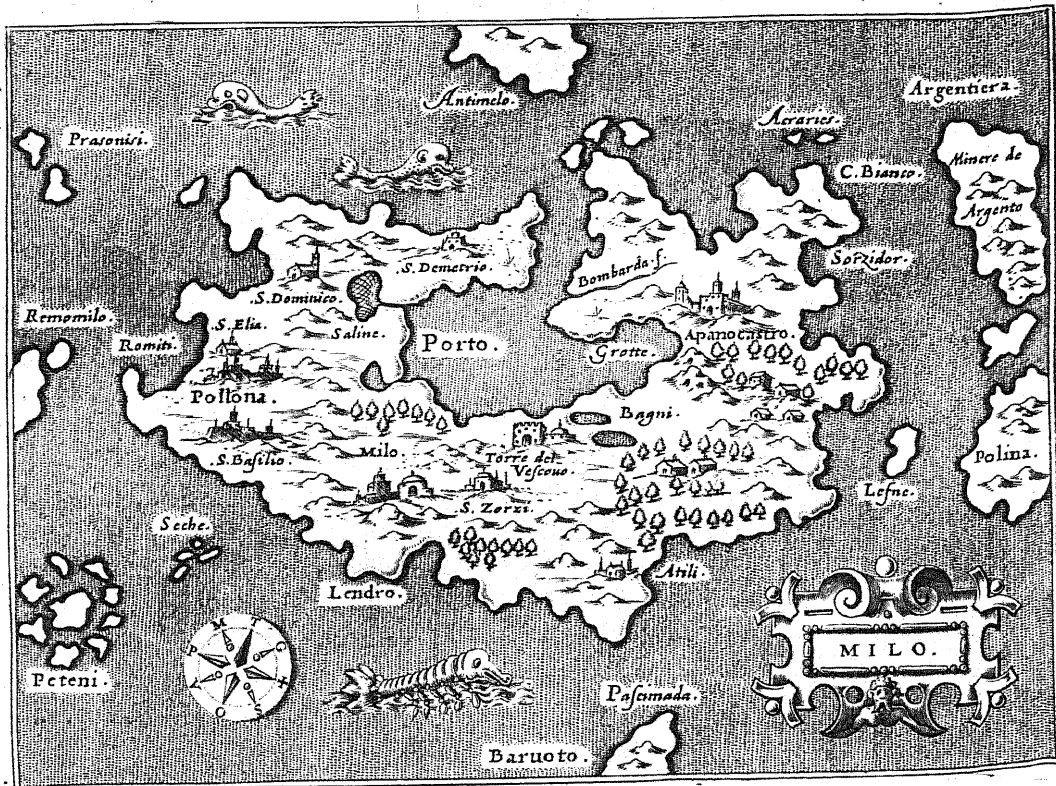 Argentiera.
Antimelo.
Acraries.
Prasonisi.
Minere de
Argento
C. Bianco.
S. Demetrio.
Sorzidor.
Bombarda. f.
S. Dominico.
Remomilo.
S. Elia.
Saline.
Apanocastro.
Romiti.
Porto.
Grotte.
Pollona.
Bagni.
Milo.
Torre del
Vescouo.
S. Basilio.
Polina.
Lefne.
S. Zorzi.
Seche.
Atili.
Lendro.
M T G
P S
A O
MILO.
Peteni.
Pascimada.
Baruoto.